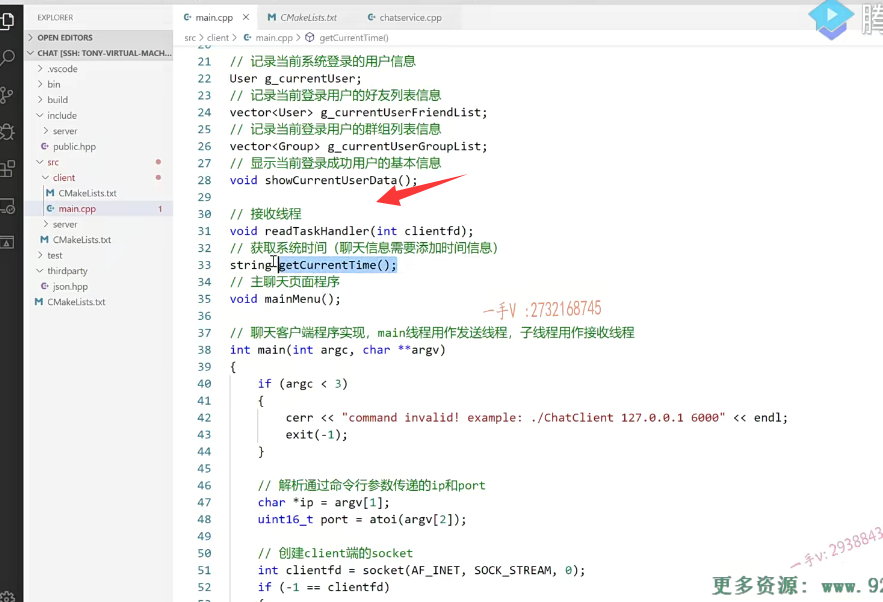 EXPLORER
main.cpp ×
CMakeLists.txt
chatservice.cpp
OPEN EDITORS
src > client > main.cpp > getCurrentTime()
CHAT [SSH: TONY-VIRTUAL-MACH...
.vscode
bin
build
include
server
public.hpp
src
client
CMakeLists.txt
main.cpp 1
server
CMakeLists.txt
test
thirdparty
json.hpp
CMakeLists.txt
21 // 记录当前系统登录的用户信息
22 User g_currentUser;
23 // 记录当前登录用户的好友列表信息
24 vector<User> g_currentUserFriendList;
25 // 记录当前登录用户的群组列表信息
26 vector<Group> g_currentUserGroupList;
27 // 显示当前登录成功用户的基本信息
28 void showCurrentUserData();
29
30 // 接收线程
31 void readTaskHandler(int clientfd);
32 // 获取系统时间（聊天信息需要添加时间信息）
33 string getCurrentTime();
34 // 主聊天页面程序
35 void mainMenu();
36
37 // 聊天客户端程序实现，main线程用作发送线程，子线程用作接收线程
38 int main(int argc, char **argv)
39 {
40 if (argc < 3)
41 {
42 cerr << "command invalid! example: ./ChatClient 127.0.0.1 6000" << endl;
43 exit(-1);
44 }
45
46 // 解析通过命令行参数传递的ip和port
47 char *ip = argv[1];
48 uint16_t port = atoi(argv[2]);
49
50 // 创建client端的socket
51 int clientfd = socket(AF_INET, SOCK_STREAM, 0);
52 if (-1 == clientfd)
一手V :2732168745
一手v: 2938843
更多资源: www.92
腾